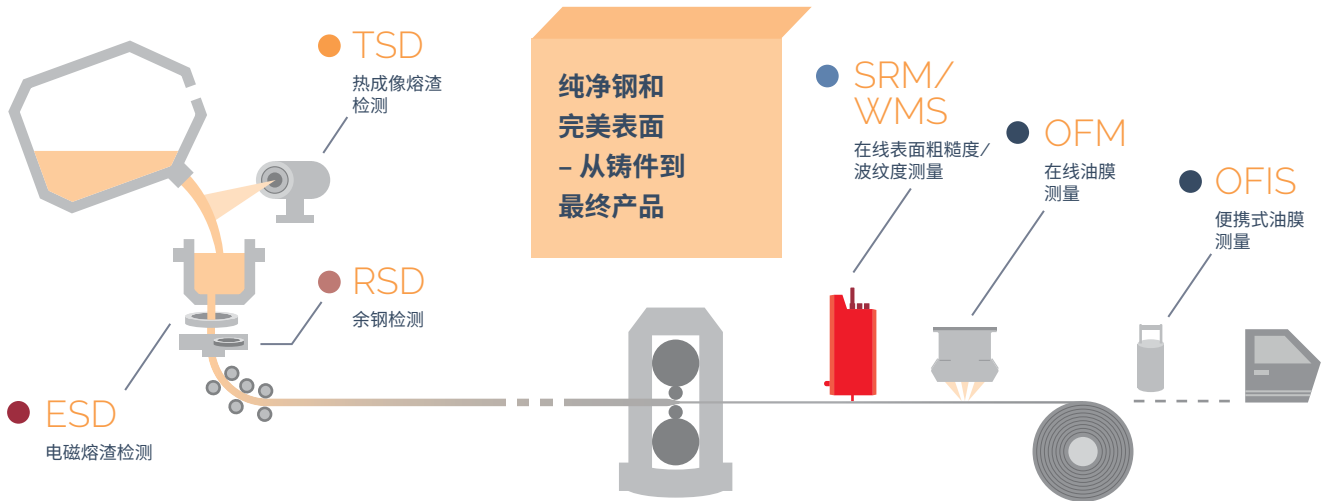 TSD
热成像熔渣
检测
纯净钢和
完美表面
– 从铸件到
最终产品
SRM/
WMS
在线表面粗糙度/
波纹度测量
OFM
在线油膜
测量
OFIS
便携式油膜
测量
RSD
余钢检测
ESD
电磁熔渣检测